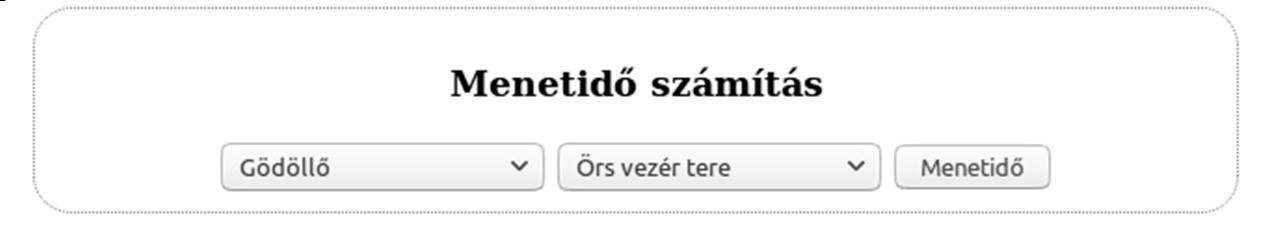 Menetidő számítás
Gödöllő Örs vezér tere Menetidő